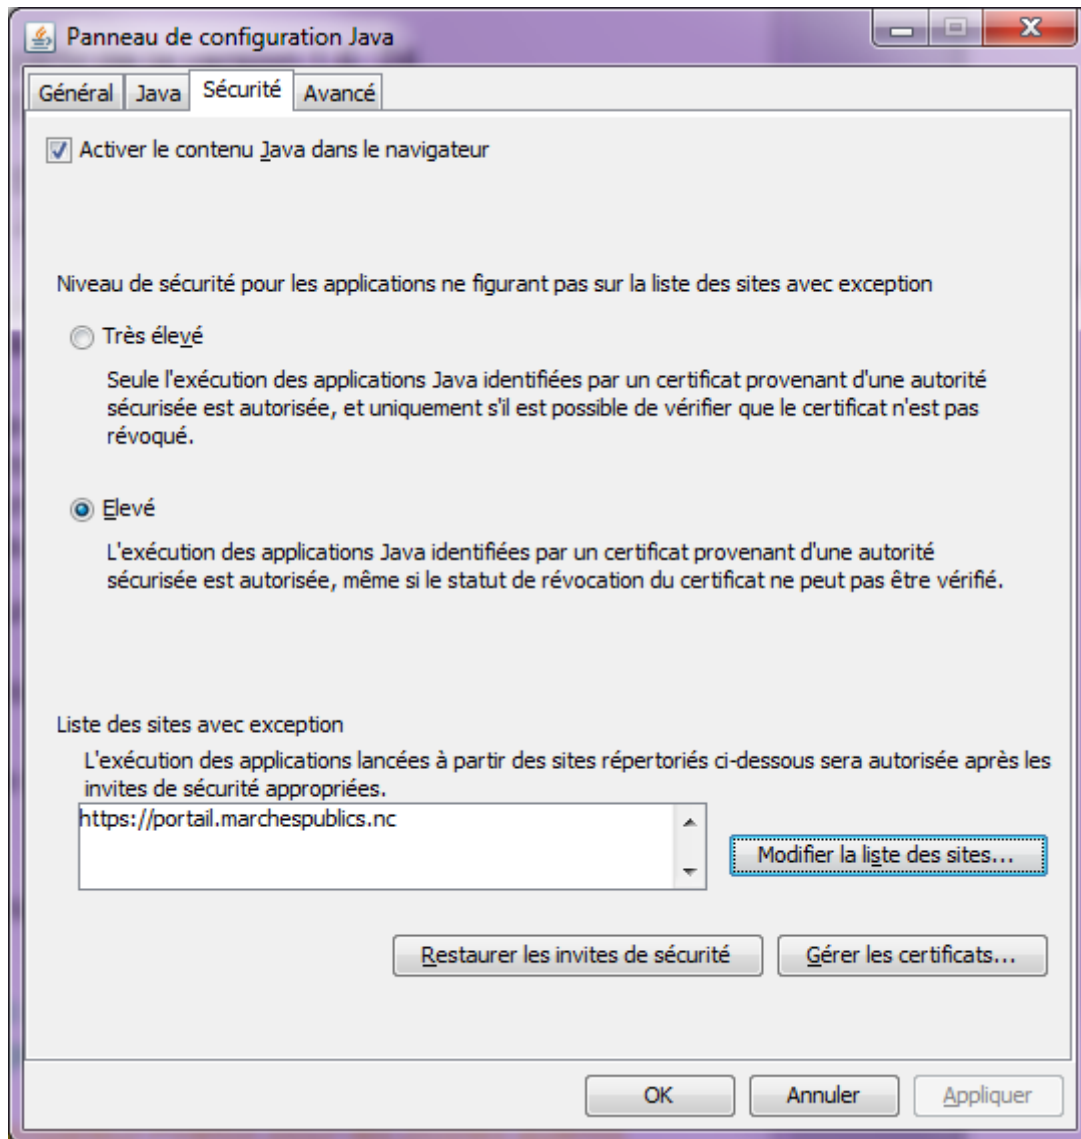 Panneau de configuration Java
Général Java Sécurité Avancé
Activer le contenu Java dans le navigateur
Niveau de sécurité pour les applications ne figurant pas sur la liste des sites avec exception
Très élevé
Seule l'exécution des applications Java identifiées par un certificat provenant d'une autorité
sécurisée est autorisée, et uniquement s'il est possible de vérifier que le certificat n'est pas
révoqué.
Elevé
L'exécution des applications Java identifiées par un certificat provenant d'une autorité
sécurisée est autorisée, même si le statut de révocation du certificat ne peut pas être vérifié.
Liste des sites avec exception
L'exécution des applications lancées à partir des sites répertoriés ci-dessous sera autorisée après les
invites de sécurité appropriées.
https://portail.marchespublics.nc
Modifier la liste des sites...
Restaurer les invites de sécurité Gérer les certificats...
OK Annuler Appliquer